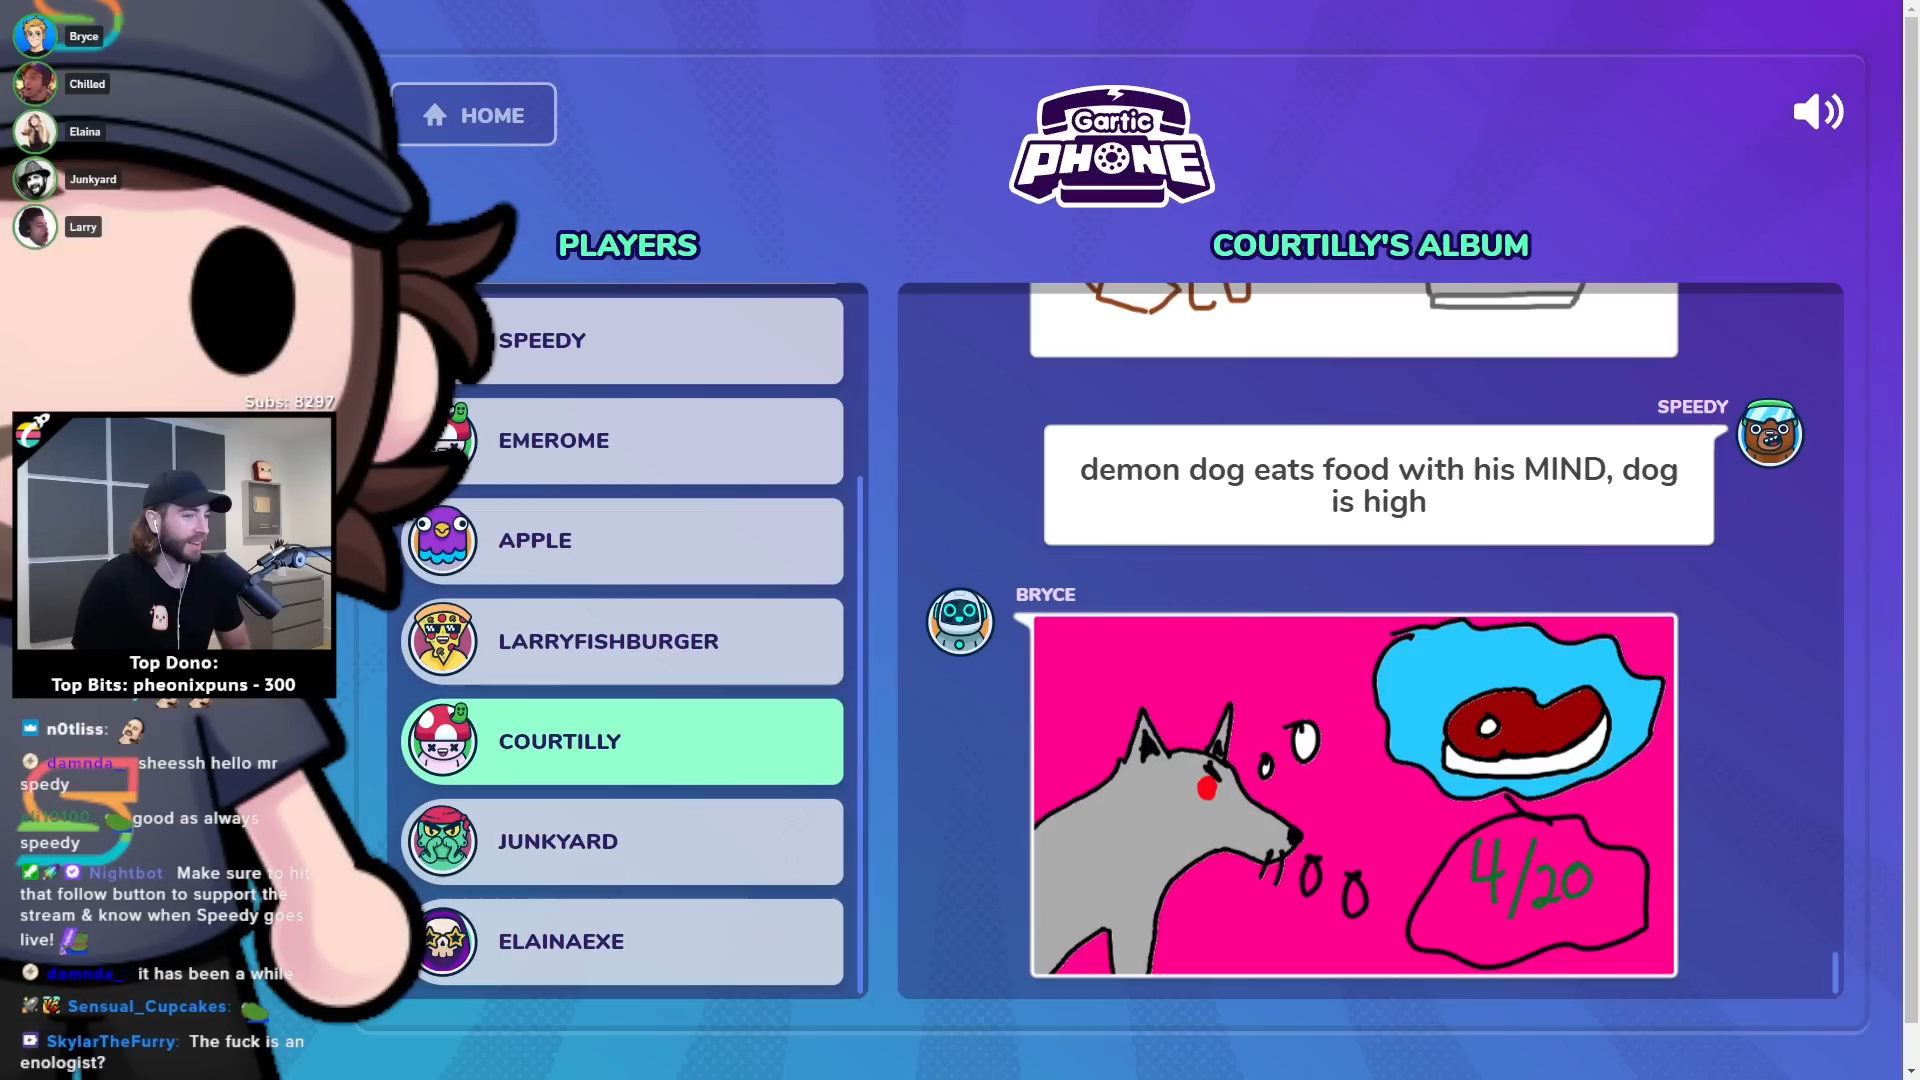 Bryce
Chilled
Elaina
Junkyard
Larry
HOME
Gartic
PHONE
PLAYERS
COURTILLY'S ALBUM
SPEEDY
EMEROME
APPLE
LARRYFISHBURGER
COURTILLY
JUNKYARD
ELAINAEXE
SPEEDY
demon dog eats food with his MIND, dog
is high
BRYCE
4/20
Subs: 8297
Top Dono:
Top Bits: pheonixpuns - 300
n0tliss:
damnda_ sheessh hello mr
spedy
good as always
speedy
Nightbot Make sure to hit
that follow button to support the
stream & know when Speedy goes
live!
damnda_ it has been a while
Sensual_Cupcakes:
SkylarTheFurry: The fuck is an
enologist?